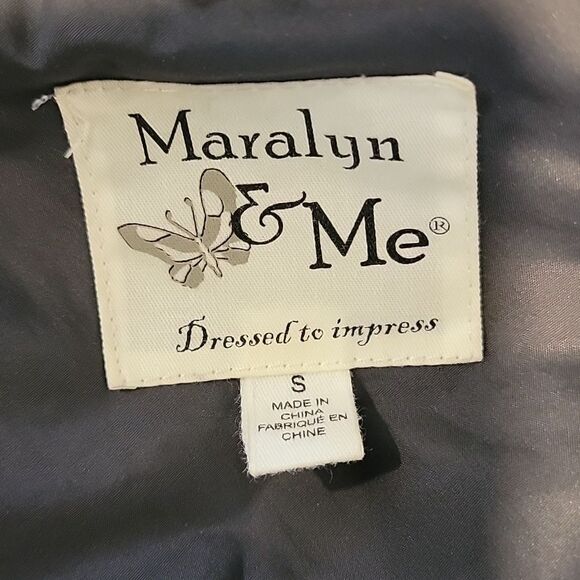 Maralyn
& Me®
Dressed to impress
S
MADE IN
CHINA
FABRIQUÉ EN
CHINE